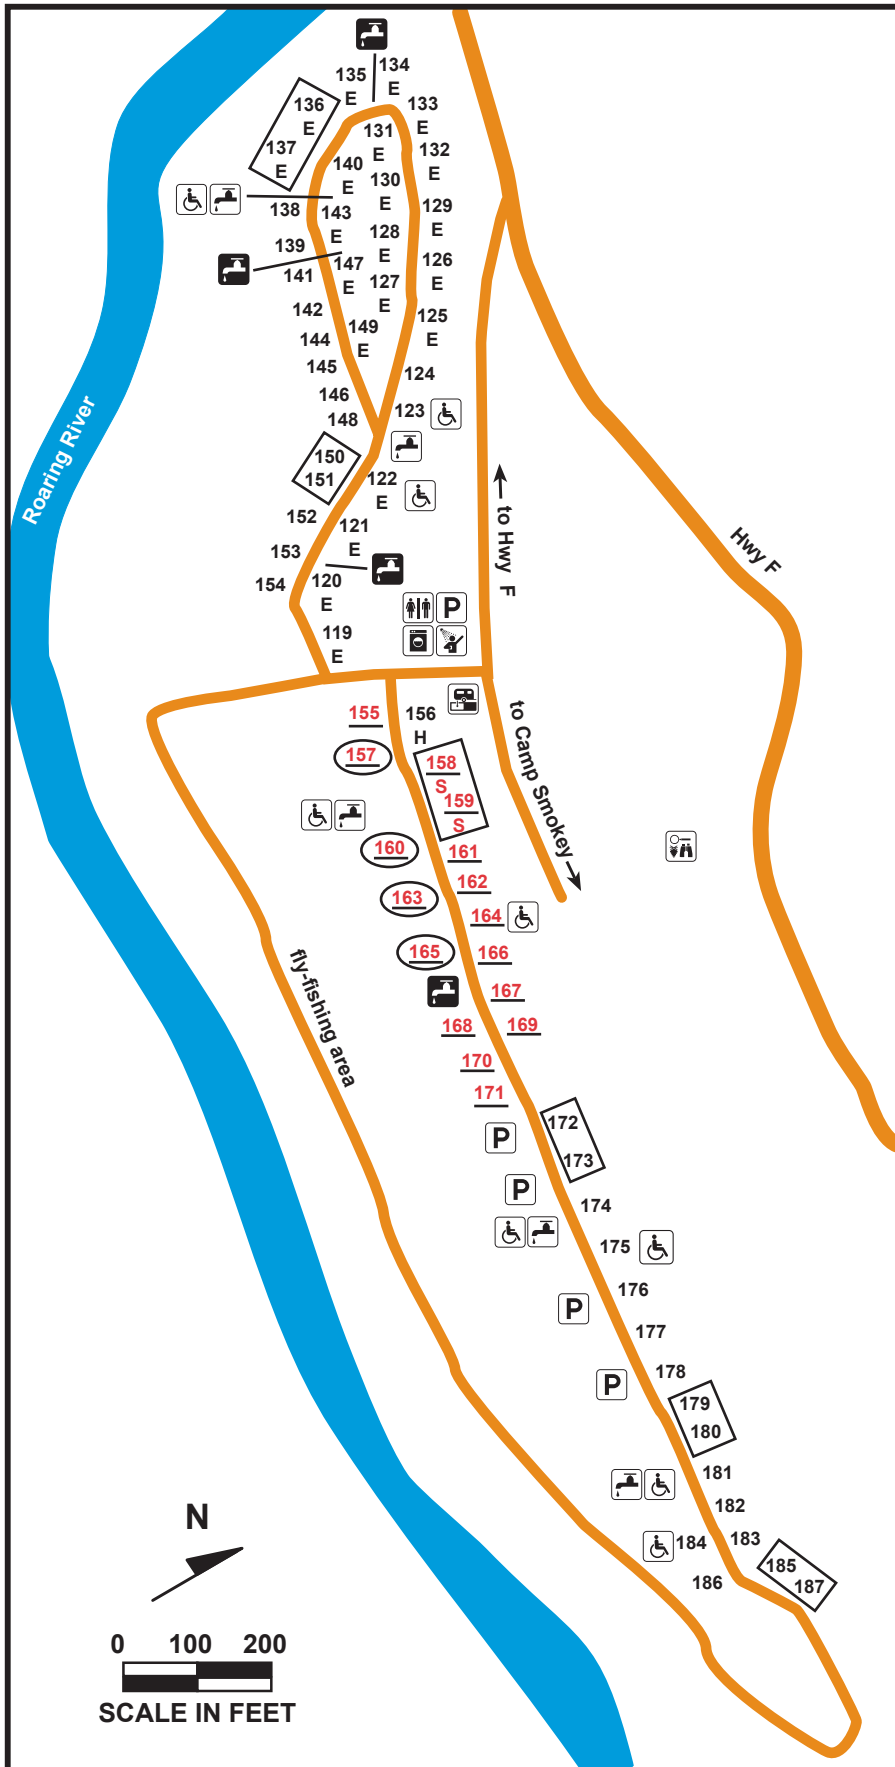 134
E
135
E
136
E
133
E
131
E
137
E
132
E
140
E
130
E
138
143
E
129
E
128
E
139
147
E
126
E
141
127
E
142
125
E
149
E
144
145
124
146
148
123
Roaring River
150
151
122
E
152
121
E
153
154
120
E
119
E
P
to Hwy F
Hwy F
155
156
H
to Camp Smokey
157
158
S
159
S
160
161
162
163
164
165
166
167
168
169
170
171
fly-fishing area
172
173
P
P
174
175
176
P
177
178
P
179
180
181
182
183
184
185
186
187
N
0 100 200
SCALE IN FEET